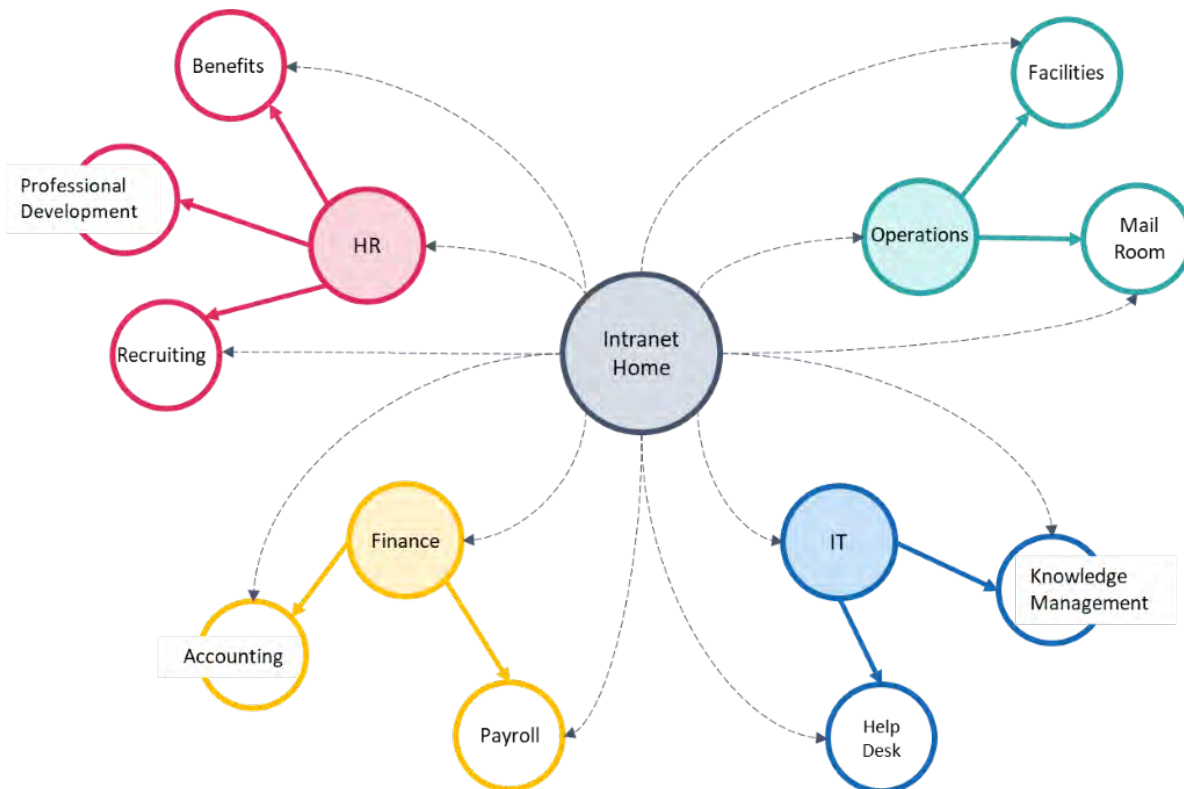 Benefits
Facilities
Professional
Development
HR
Operations
Mail
Room
Recruiting
Intranet
Home
Finance
IT
Knowledge
Management
Accounting
Payroll
Help
Desk